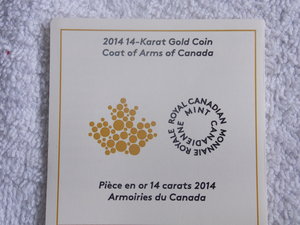 2014 14-Karat Gold Coin
Coat of Arms of Canada
ROYAL CANADIAN MINT
MONNAIE ROYALE CANADIENNE
Pièce en or 14 carats 2014
Armoiries du Canada